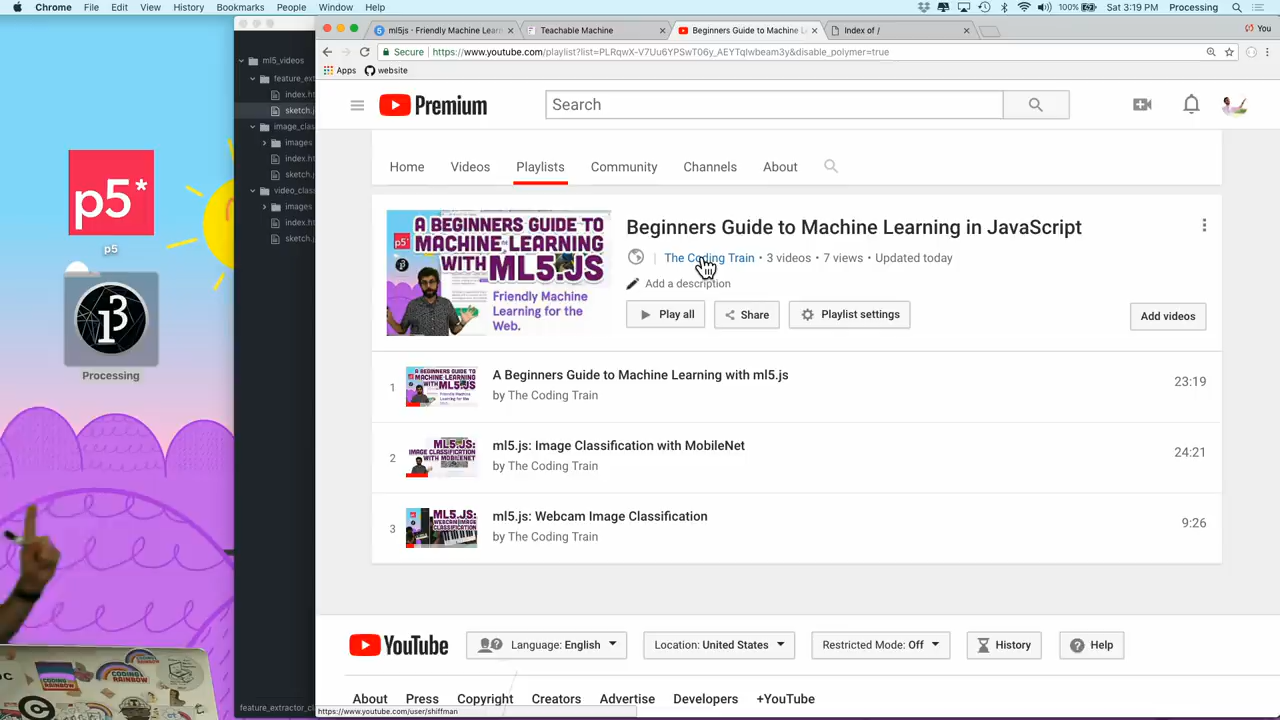 Chrome File Edit View History Bookmarks People Window Help 100% Sat 3:19 PM Processing
ml5js - Friendly Machine Learn Teachable Machine Beginners Guide to Machine L Index of / You
Secure https://www.youtube.com/playlist?list=PLRqwX-V7Uu6YPSwT06y_AEYTqIwbeam3y&disable_polymer=true
Apps website
ml5_videos
feature_ext
index.ht
sketch.j
image_clas
images
index.ht
sketch.j
video_class
images
index.ht
sketch.j
feature_extractor_cl
p5*
p5
Processing
Premium
Search
Home Videos Playlists Community Channels About
A BEGINNERS GUIDE TO
MACHINE LEARNING
WITH ML5.JS
Friendly Machine
Learning for the
Web.
Beginners Guide to Machine Learning in JavaScript
The Coding Train • 3 videos • 7 views • Updated today
Add a description
Play all Share Playlist settings Add videos
1 A Beginners Guide to Machine Learning with ml5.js 23:19
by The Coding Train
2 ml5.js: Image Classification with MobileNet 24:21
by The Coding Train
3 ml5.js: Webcam Image Classification 9:26
by The Coding Train
YouTube Language: English Location: United States Restricted Mode: Off History Help
About Press Copyright Creators Advertise Developers +YouTube
https://www.youtube.com/user/shiffman